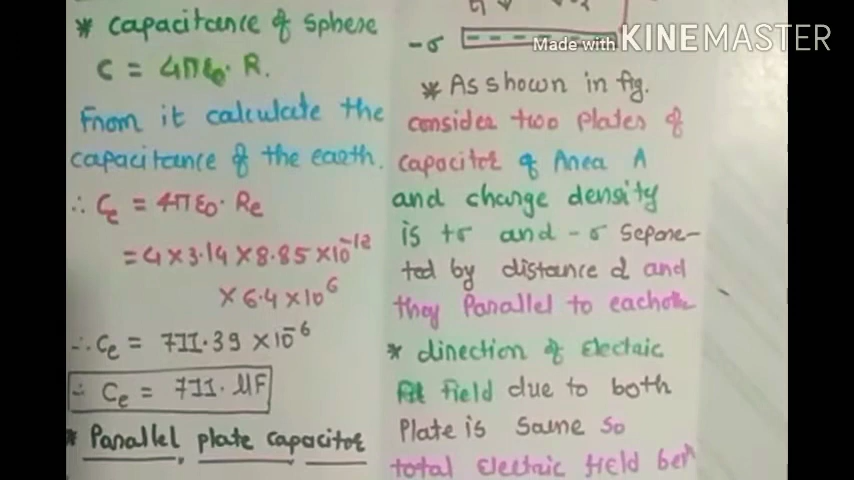 * capacitance of sphere
C = 4πε₀. R.
From it calculate the
capacitance of the earth.
∴ Ce = 4πε₀. Re
= 4 × 3.14 × 8.85 × 10⁻¹²
× 6.4 × 10⁶
∴ Ce = 711.39 × 10⁻⁶
∴ Ce = 711. μF
* Parallel plate capacitor
-σ
Made with KINEMASTER
* As shown in fig.
consider two plates of
capacitor of Area A
and charge density
is +σ and -σ Separe-
ted by distance d and
they Parallel to each
* direction of Electric
field due to both
Plate is same so
total Electric field